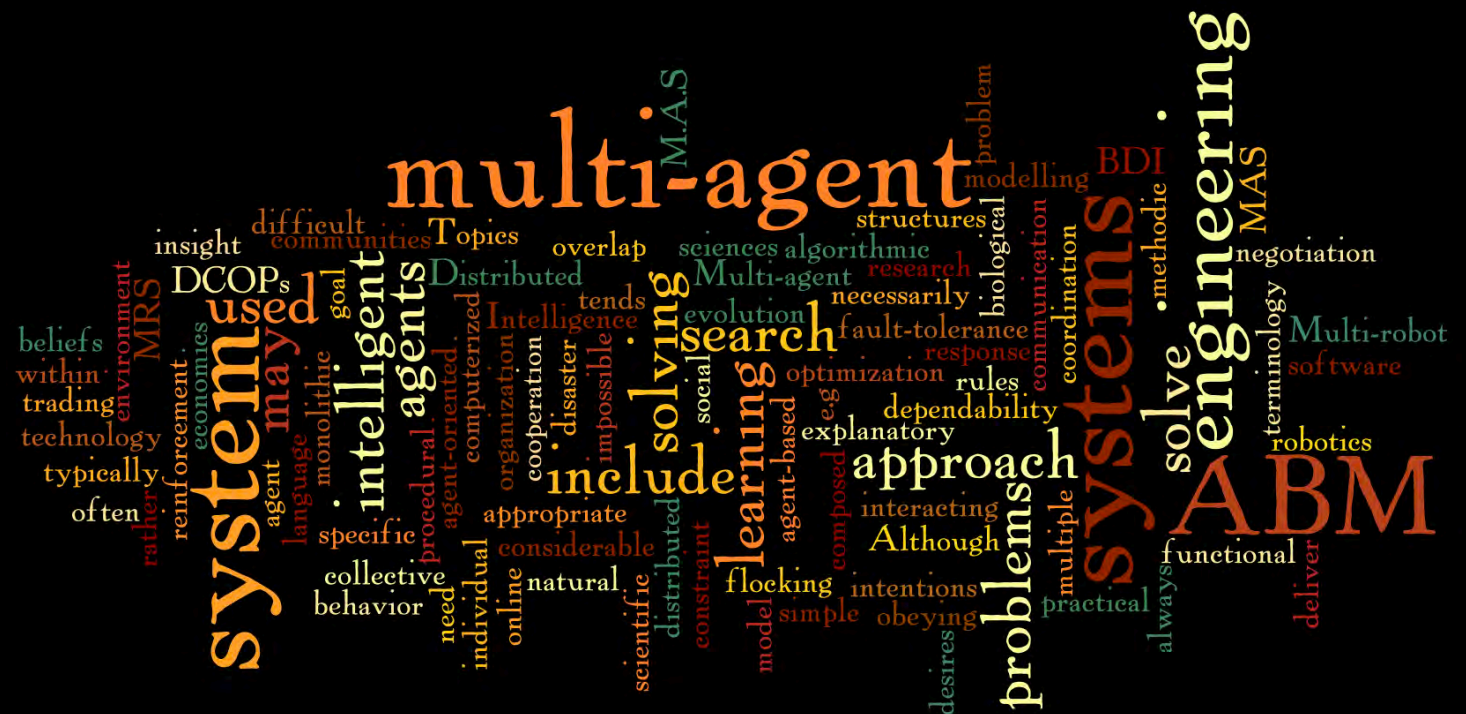 engineering
problem
M.A.S
multi-agent
BDI
MAS
modelling
methodic
systems
structures
biological
communication
coordination
difficult
communities
Topics
insight
overlap
sciences
algorithmic
negotiation
DCOPs
used
goal
intelligent
agents
Distributed
Multi-agent
research
necessarily
environment
MRS
tends
solving
evolution
search
fault-tolerance
response
terminology
Multi-robot
software
beliefs
within
trading
technology
typically
often
rather
reinforcement
economics
system
may
monolithic
language
agent
specific
procedural
agent-oriented
computerized
Intelligence
organization
cooperation
disaster
impossible
social
learning
optimization
e.g
rules
dependability
explanatory
approach
solve
robotics
ABM
include
agent-based
composed
interacting
Although
multiple
problems
functional
deliver
always
practical
appropriate
considerable
distributed
constraint
collective
behavior
need
individual
online
natural
scientific
flocking
model
simple
intentions
obeying
desires